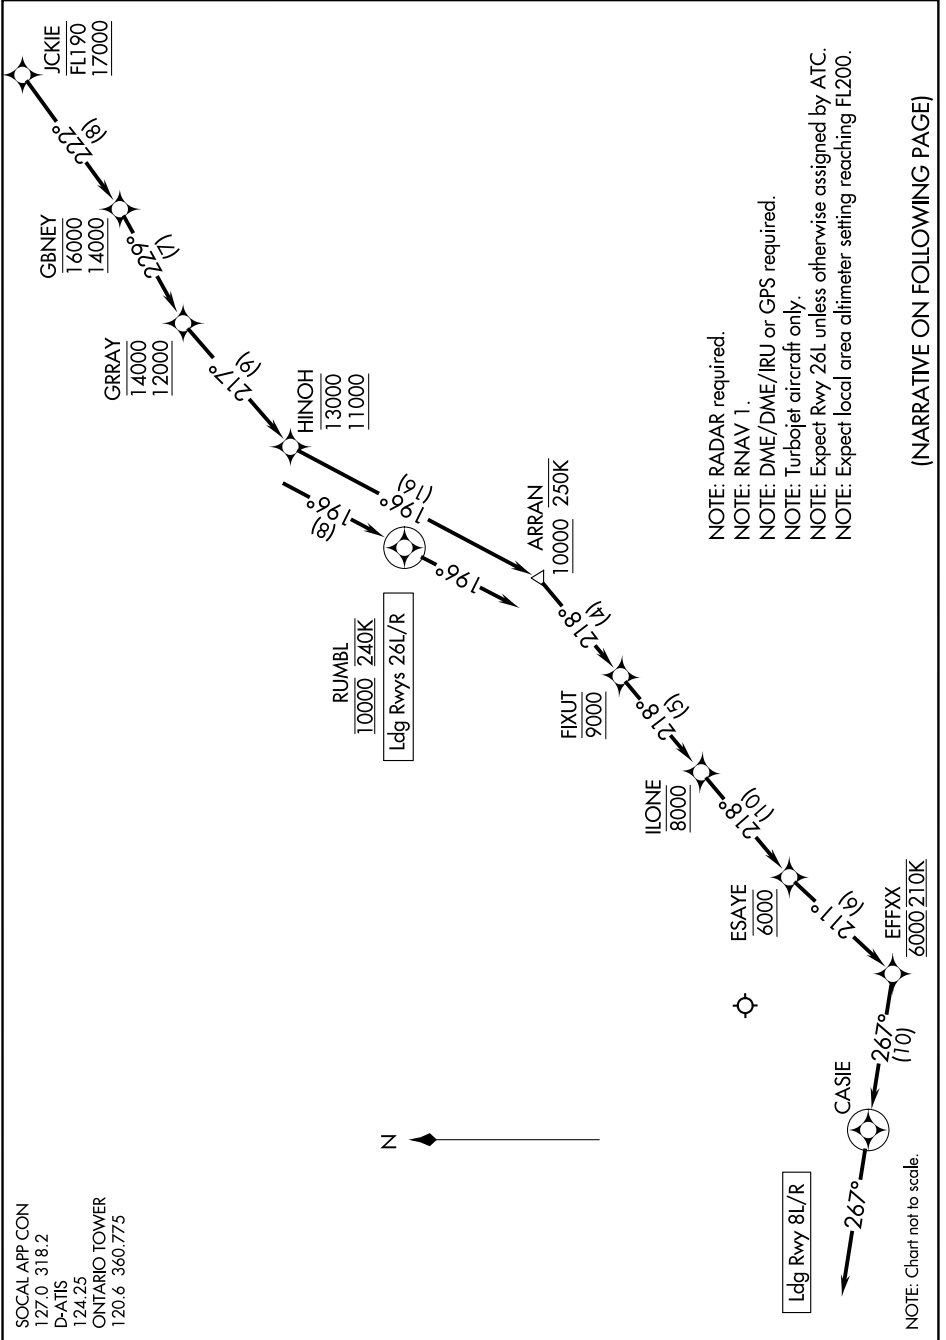 SOCAL APP CON
127.0 318.2
D-ATIS
124.25
ONTARIO TOWER
120.6 360.775
JCKIE
FL190
17000
222°
(8)
GBNEY
16000
14000
229°
(7)
GRRAY
14000
12000
217°
(9)
HINOH
13000
11000
196°
(16)
196°
(8)
RUMBL
10000 240K
Ldg Rwys 26L/R
196°
ARRAN
10000 250K
218°
(4)
FIXUT
9000
218°
(5)
ILONE
8000
218°
(10)
ESAYE
6000
211°
(6)
EFFXX
6000 210K
267°
(10)
CASIE
267°
Ldg Rwy 8L/R
N
NOTE: RADAR required.
NOTE: RNAV 1.
NOTE: DME/DME/IRU or GPS required.
NOTE: Turbojet aircraft only.
NOTE: Expect Rwy 26L unless otherwise assigned by ATC.
NOTE: Expect local area altimeter setting reaching FL200.
NOTE: Chart not to scale.
(NARRATIVE ON FOLLOWING PAGE)